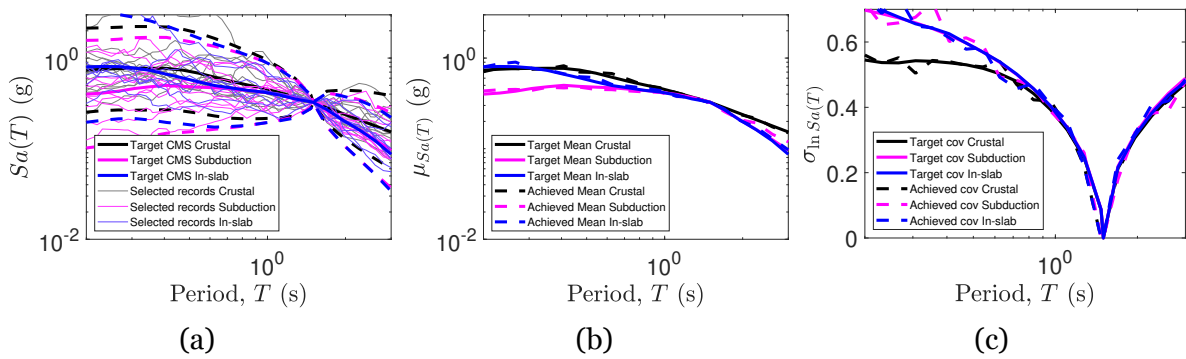 Sa(T) (g)
10^0
10^-2
Target CMS Crustal
Target CMS Subduction
Target CMS In-slab
Selected records Crustal
Selected records Subduction
Selected records In-slab
10^0
Period, T (s)
(a)
μ_Sa(T) (g)
10^0
10^-2
Target Mean Crustal
Target Mean Subduction
Target Mean In-slab
Achieved Mean Crustal
Achieved Mean Subduction
Achieved Mean In-slab
10^0
Period, T (s)
(b)
σ_ln Sa(T)
0.6
0.4
0.2
0
Target cov Crustal
Target cov Subduction
Target cov In-slab
Achieved cov Crustal
Achieved cov Subduction
Achieved cov In-slab
10^0
Period, T (s)
(c)